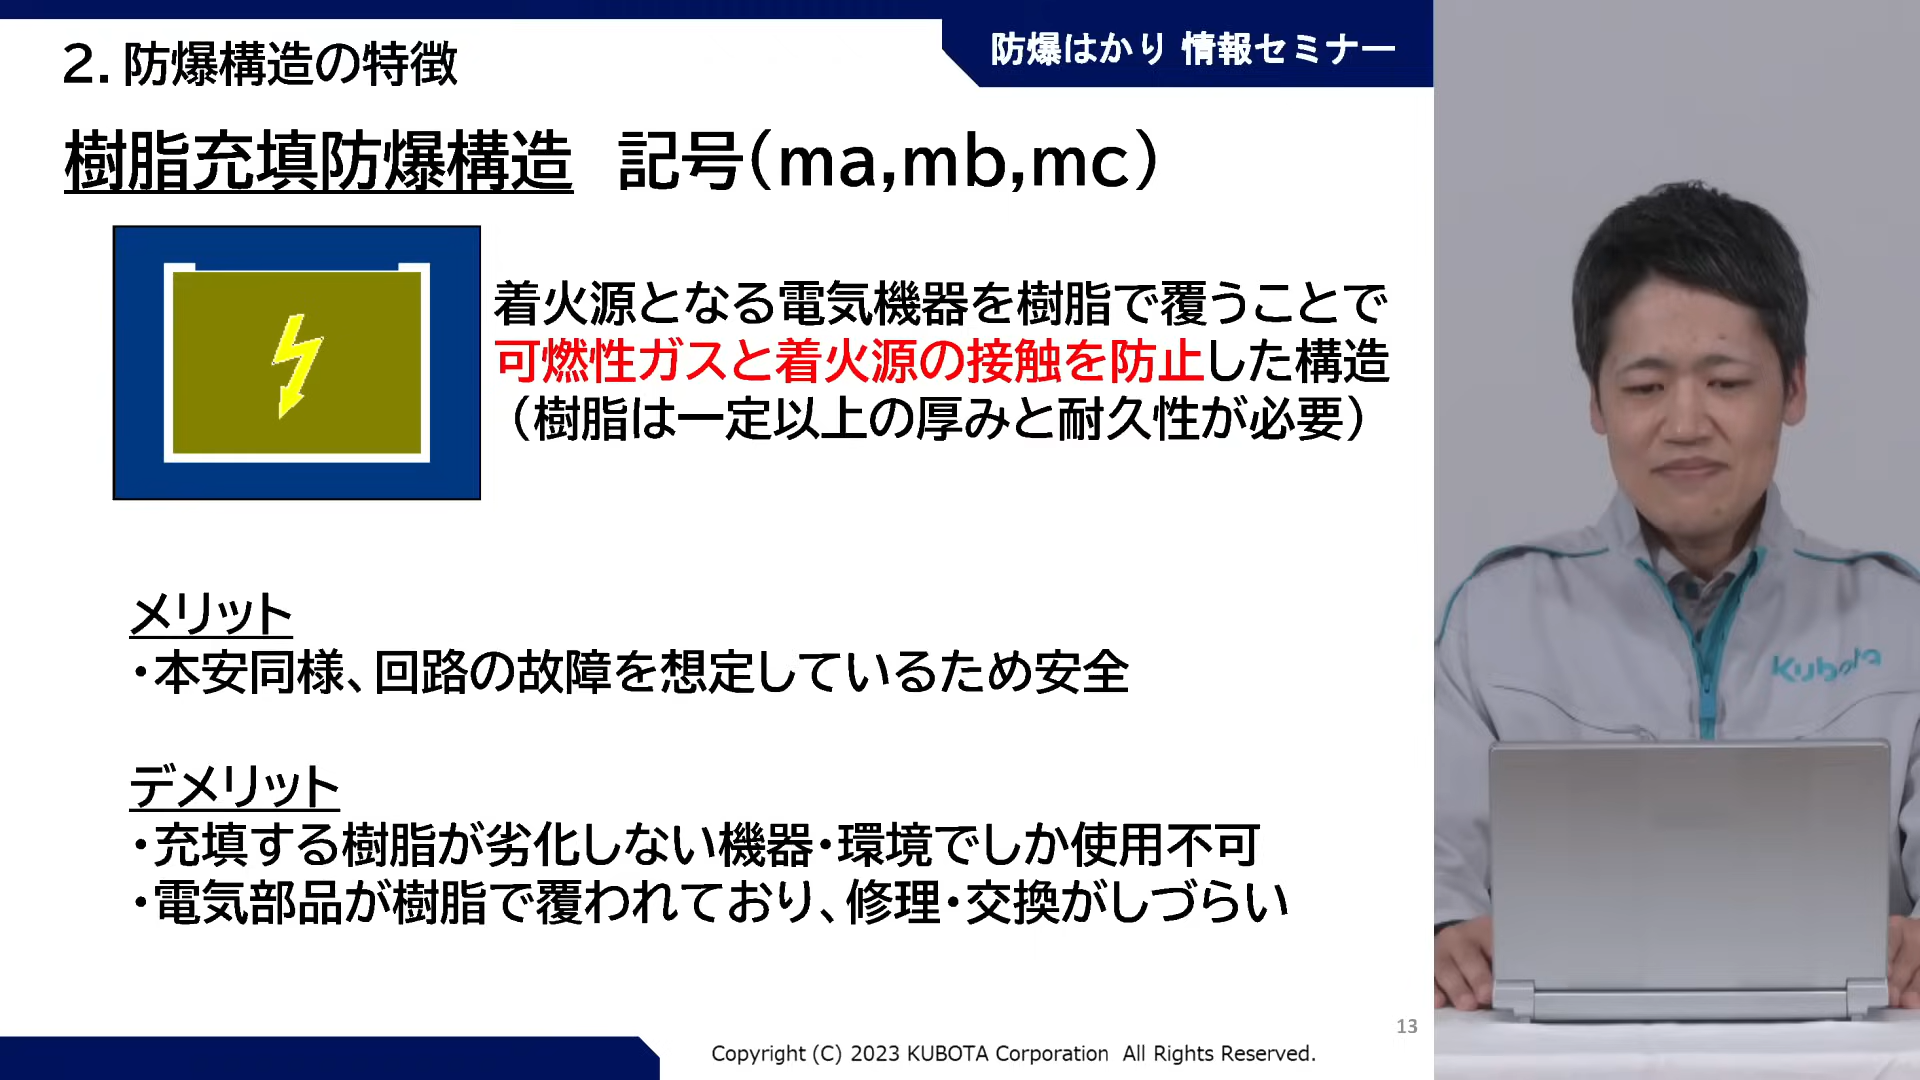 防爆はかり 情報セミナー
2. 防爆構造の特徴
樹脂充填防爆構造 記号(ma,mb,mc)
着火源となる電気機器を樹脂で覆うことで
可燃性ガスと着火源の接触を防止した構造
(樹脂は一定以上の厚みと耐久性が必要)
メリット
・本安同様、回路の故障を想定しているため安全
デメリット
・充填する樹脂が劣化しない機器・環境でしか使用不可
・電気部品が樹脂で覆われており、修理・交換がしづらい
13
Copyright (C) 2023 KUBOTA Corporation All Rights Reserved.
Kubota